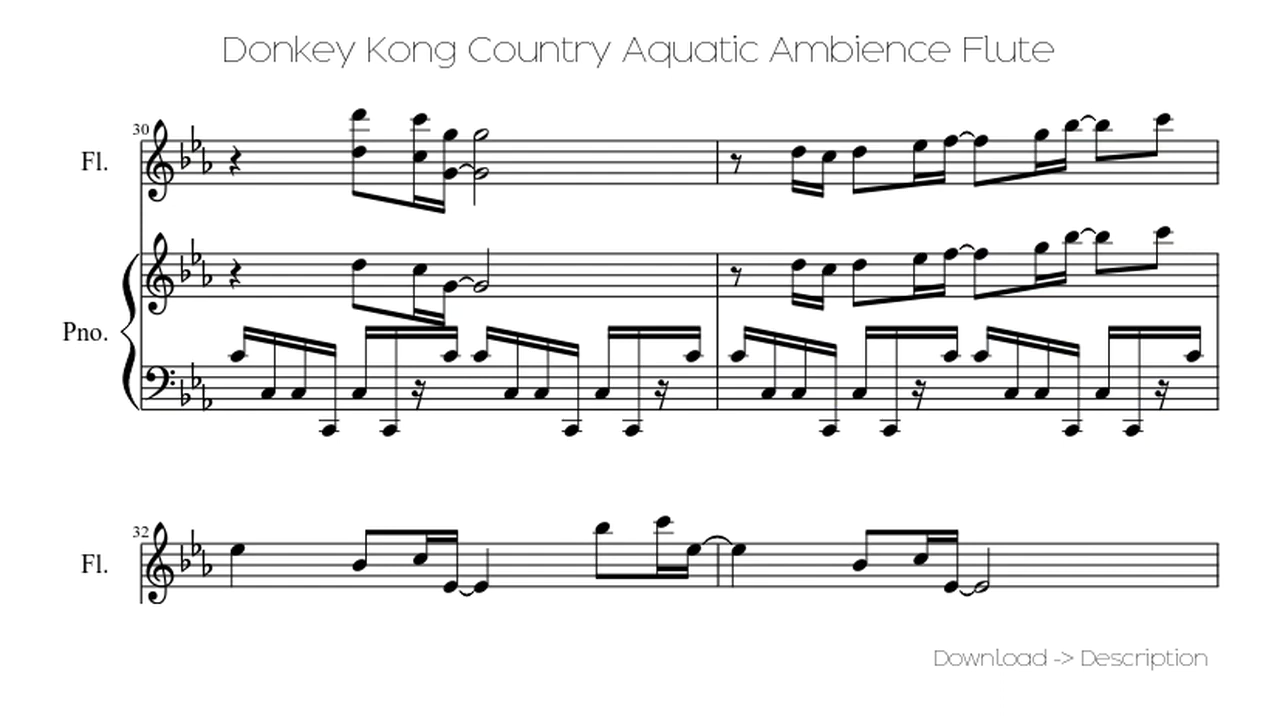 Donkey Kong Country Aquatic Ambience Flute
30
Fl.
Pno.
32
Fl.
Download -> Description